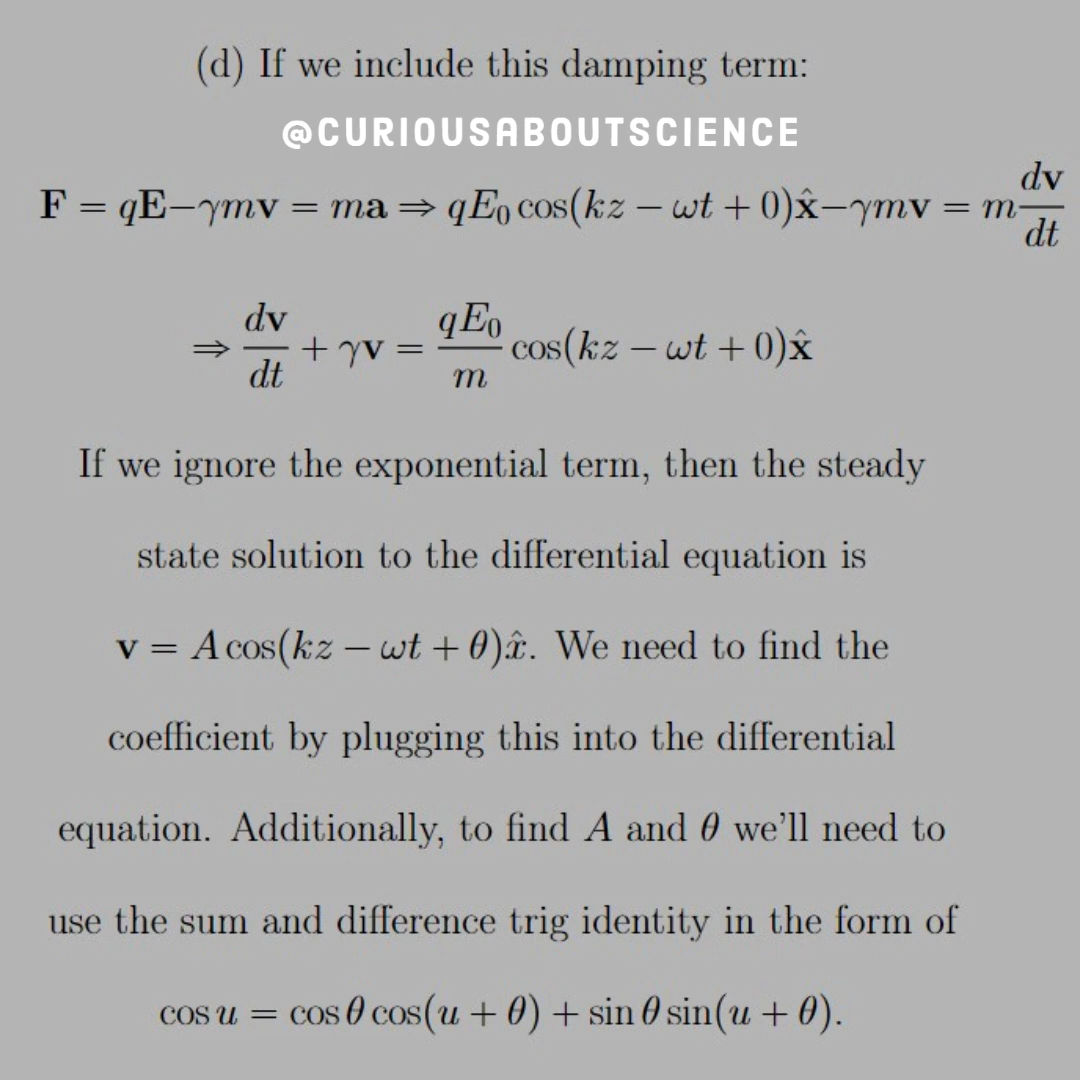 (d) If we include this damping term:
@CURIOUSABOUTSCIENCE
F = qE−γmv = ma ⇒ qE₀ cos(kz − ωt + 0)x̂−γmv = m dv/dt
⇒ dv/dt + γv = qE₀/m cos(kz − ωt + 0)x̂
If we ignore the exponential term, then the steady
state solution to the differential equation is
v = A cos(kz − ωt + θ)x̂. We need to find the
coefficient by plugging this into the differential
equation. Additionally, to find A and θ we'll need to
use the sum and difference trig identity in the form of
cos u = cos θ cos(u + θ) + sin θ sin(u + θ).